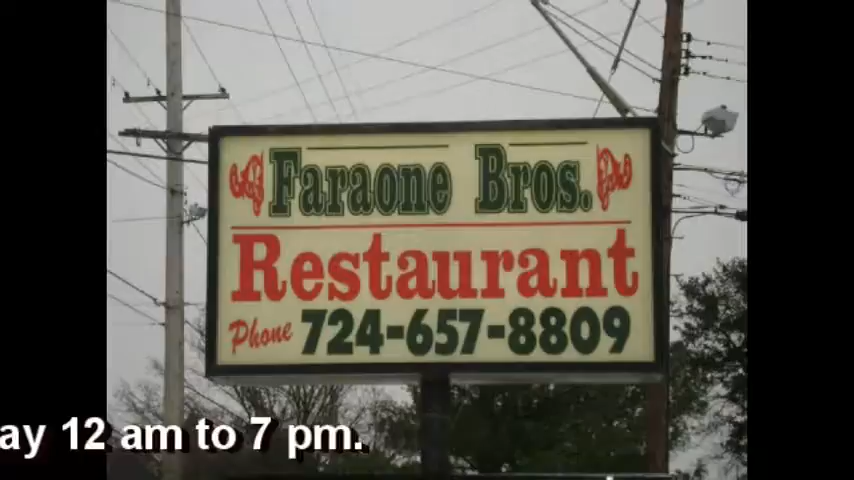 Faraone Bros.
Restaurant
Phone 724-657-8809
ay 12 am to 7 pm.